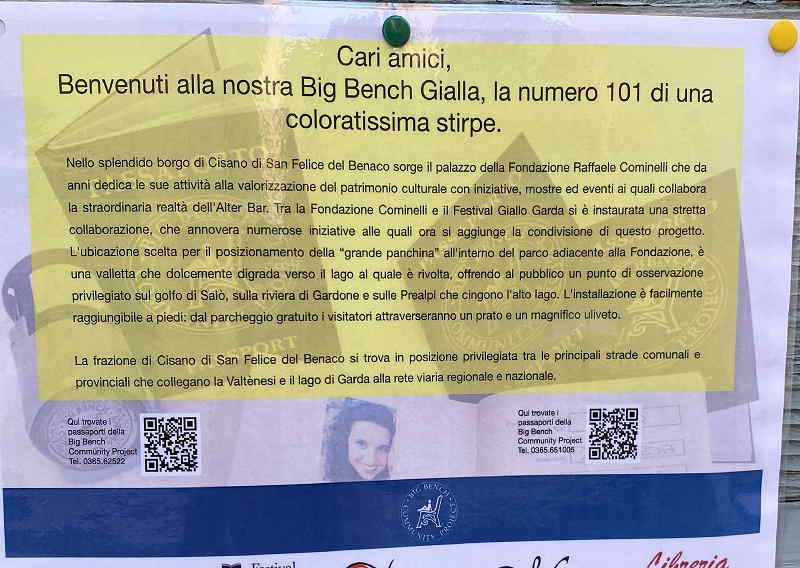 Cari amici,
Benvenuti alla nostra Big Bench Gialla, la numero 101 di una
coloratissima stirpe.
Nello splendido borgo di Cisano di San Felice del Benaco sorge il palazzo della Fondazione Raffaele Cominelli che da
anni dedica le sue attività alla valorizzazione del patrimonio culturale con iniziative, mostre ed eventi ai quali collabora
la straordinaria realtà dell'Alter Bar. Tra la Fondazione Cominelli e il Festival Giallo Garda si è instaurata una stretta
collaborazione, che annovera numerose iniziative alle quali ora si aggiunge la condivisione di questo progetto.
L'ubicazione scelta per il posizionamento della "grande panchina" all'interno del parco adiacente alla Fondazione, è
una valletta che dolcemente digrada verso il lago al quale è rivolta, offrendo al pubblico un punto di osservazione
privilegiato sul golfo di Salò, sulla riviera di Gardone e sulle Prealpi che cingono l'alto lago. L'installazione è facilmente
raggiungibile a piedi: dal parcheggio gratuito i visitatori attraverseranno un prato e un magnifico uliveto.
La frazione di Cisano di San Felice del Benaco si trova in posizione privilegiata tra le principali strade comunali e
provinciali che collegano la Valtènesi e il lago di Garda alla rete viaria regionale e nazionale.
Qui trovate i
passaporti della
Big Bench
Community Project
Tel. 0365.62522
Qui trovate i
passaporti della
Big Bench
Community Project
Tel. 0365.651005
BIG BENCH
COMMUNITY PROJECT
Festival
Libreria